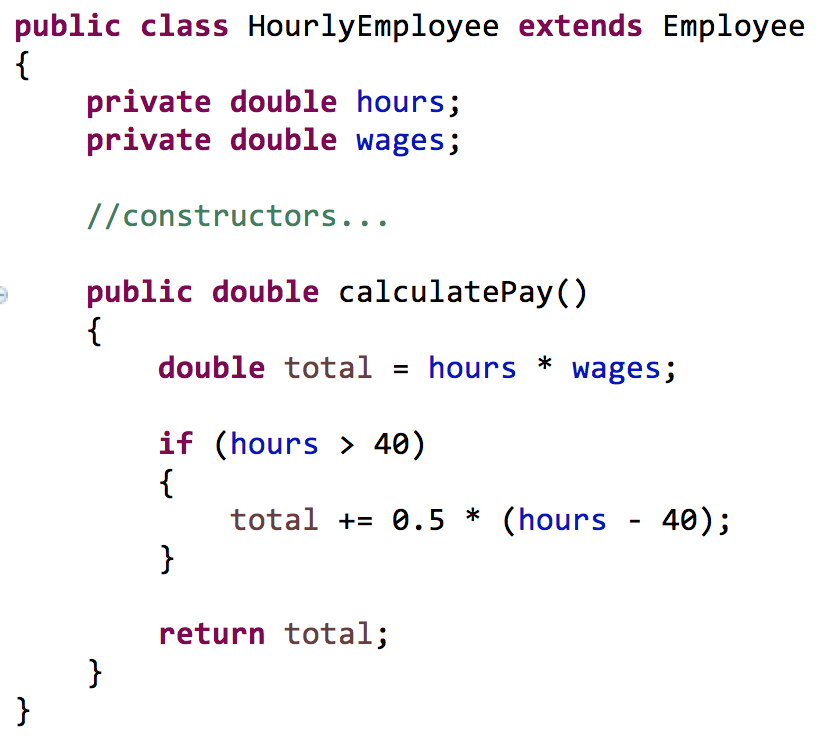 public class HourlyEmployee extends Employee
{
    private double hours;
    private double wages;

    //constructors...

    public double calculatePay()
    {
        double total = hours * wages;

        if (hours > 40)
        {
            total += 0.5 * (hours - 40);
        }

        return total;
    }
}